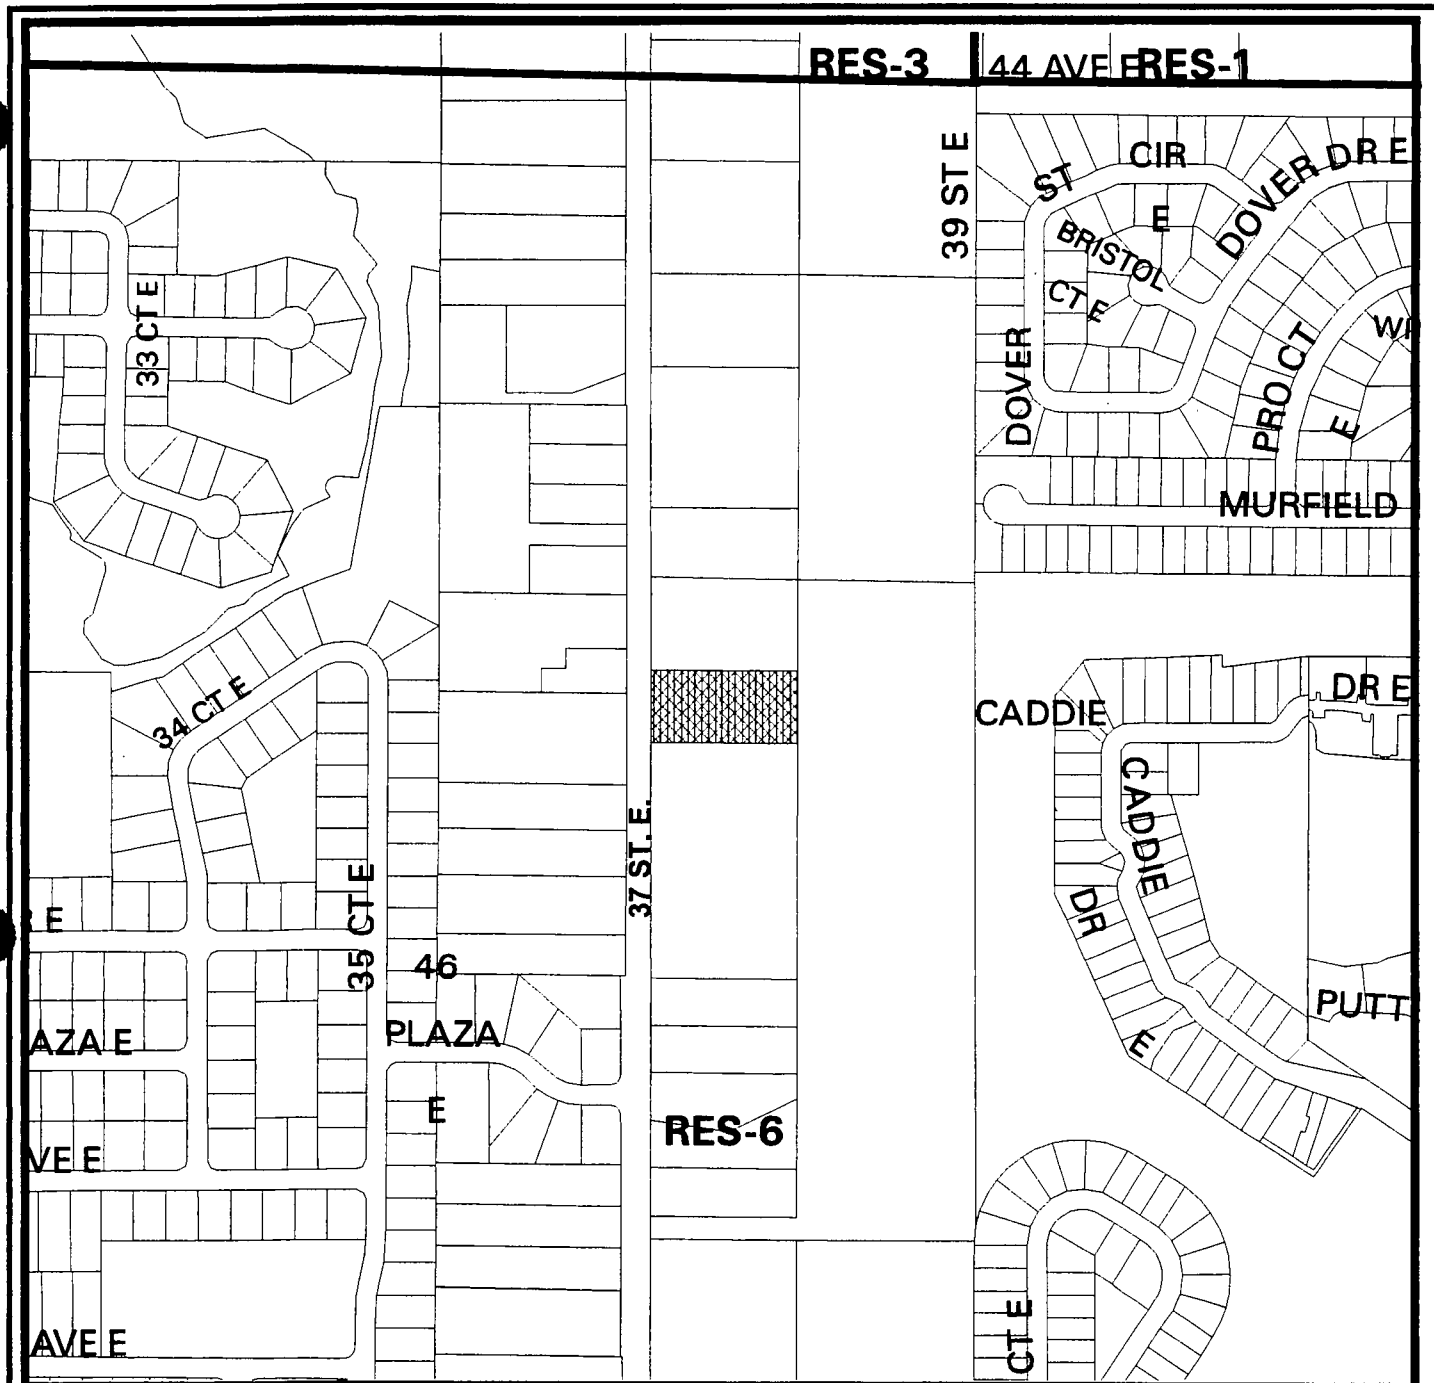 RES-3
44 AVE E
RES-1
39 ST E
ST
CIR
E
DOVER DR E
BRISTOL
CT E
DOVER
PRO CT
E
33 CT E
MURFIELD
34 CT E
CADDIE
DR E
CADDIE
DR
E
37 ST. E.
35 CT E
46
PLAZA
E
E
AZA E
PUTT
RES-6
VE E
CT E
AVE E